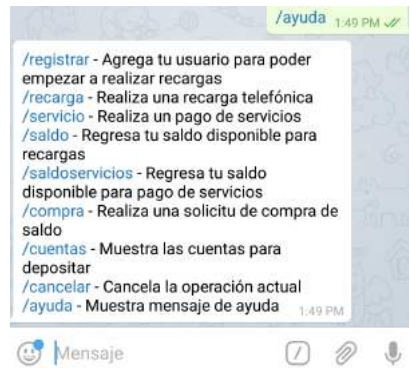 /ayuda 1:49 PM
/registrar - Agrega tu usuario para poder
empezar a realizar recargas
/recarga - Realiza una recarga telefónica
/servicio - Realiza un pago de servicios
/saldo - Regresa tu saldo disponible para
recargas
/saldoservicios - Regresa tu saldo
disponible para pago de servicios
/compra - Realiza una solicitu de compra de
saldo
/cuentas - Muestra las cuentas para
depositar
/cancelar - Cancela la operación actual
/ayuda - Muestra mensaje de ayuda 1:49 PM
Mensaje